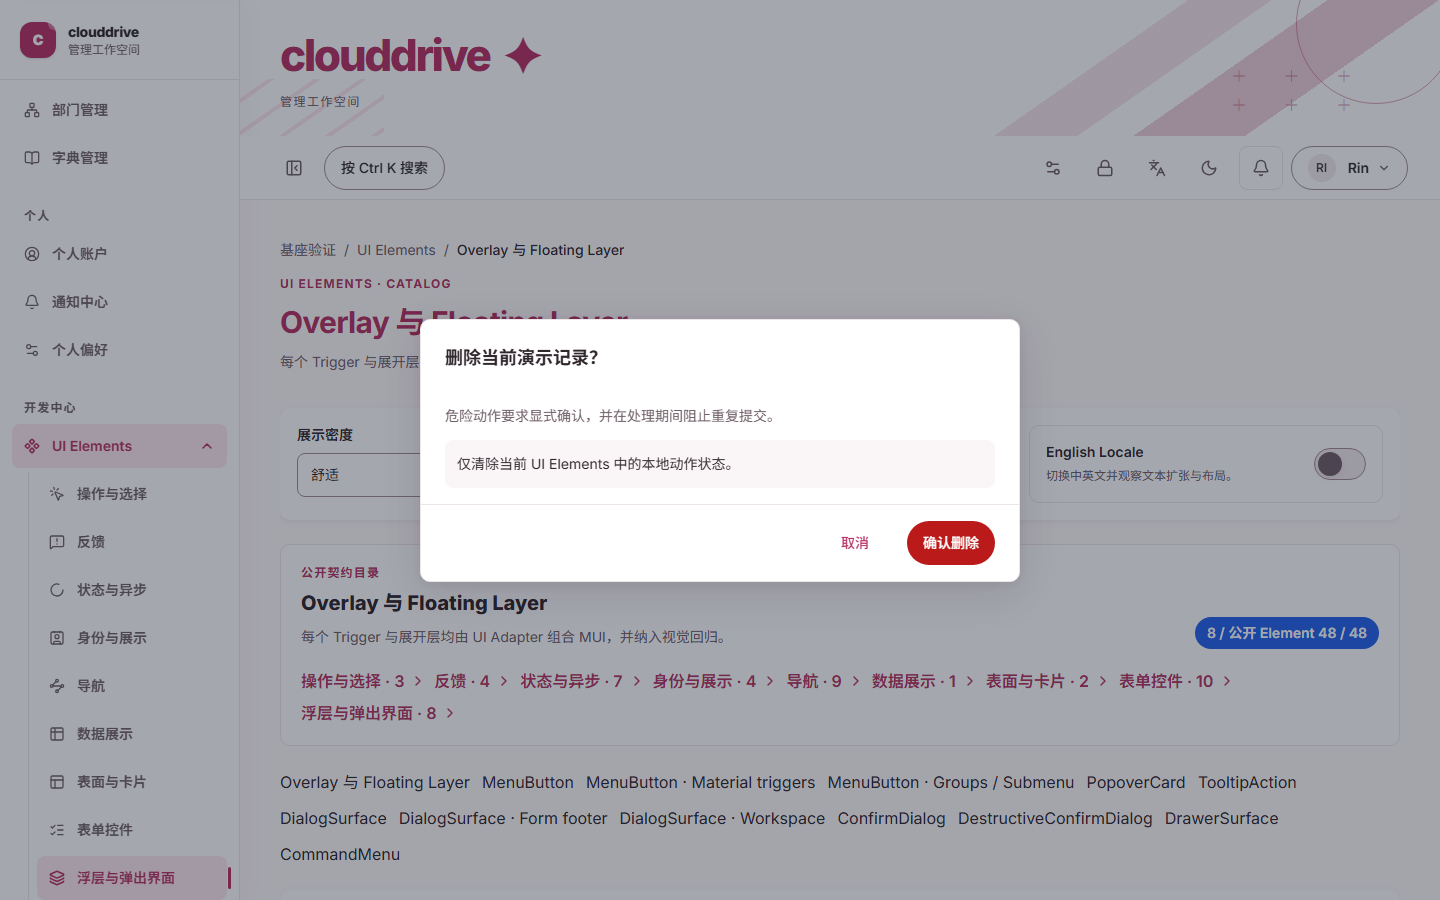 C
clouddrive
管理工作空间
部门管理
字典管理
个人
个人账户
通知中心
个人偏好
开发中心
UI Elements
操作与选择
反馈
状态与异步
身份与展示
导航
数据展示
表面与卡片
表单控件
浮层与弹出界面
clouddrive
管理工作空间
按 Ctrl K 搜索
RI Rin
基座验证 / UI Elements / Overlay 与 Floating Layer
UI ELEMENTS · CATALOG
Overlay 与 Floating Layer
每个 Trigger 与展开层
展示密度
舒适
English Locale
切换中英文并观察文本扩张与布局。
删除当前演示记录?
危险动作要求显式确认，并在处理期间阻止重复提交。
仅清除当前 UI Elements 中的本地动作状态。
取消
确认删除
公开契约目录
Overlay 与 Floating Layer
每个 Trigger 与展开层均由 UI Adapter 组合 MUI，并纳入视觉回归。
8 / 公开 Element 48 / 48
操作与选择 · 3 反馈 · 4 状态与异步 · 7 身份与展示 · 4 导航 · 9 数据展示 · 1 表面与卡片 · 2 表单控件 · 10
浮层与弹出界面 · 8
Overlay 与 Floating Layer MenuButton MenuButton · Material triggers MenuButton · Groups / Submenu PopoverCard TooltipAction
DialogSurface DialogSurface · Form footer DialogSurface · Workspace ConfirmDialog DestructiveConfirmDialog DrawerSurface
CommandMenu